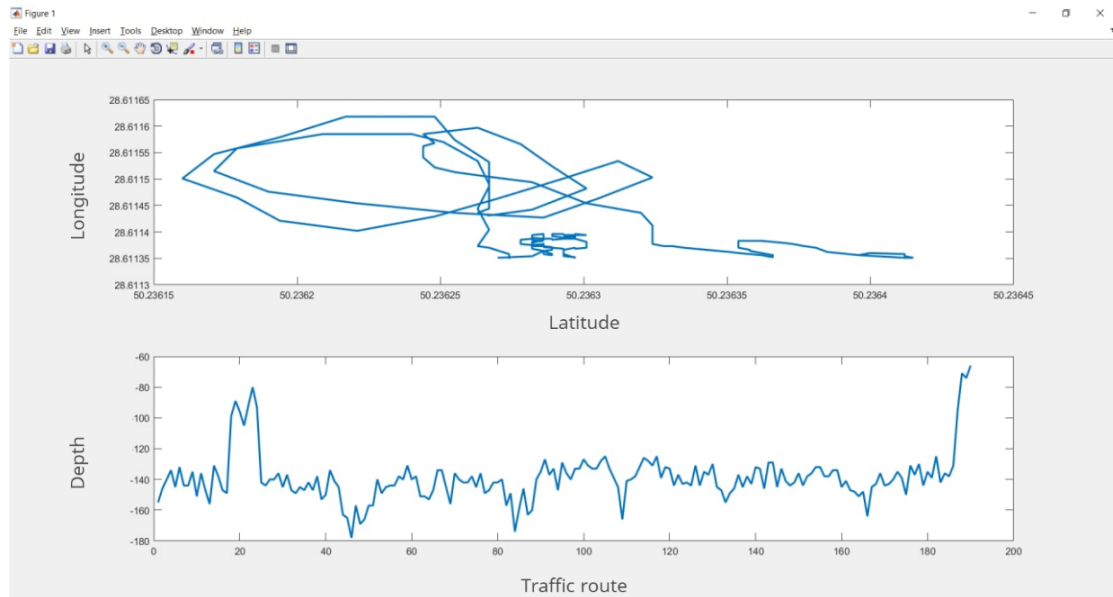 Figure 1
File Edit View Insert Tools Desktop Window Help
28.61165
28.6116
28.61155
28.6115
28.61145
28.6114
28.61135
28.6113
Longitude
50.23615 50.2362 50.23625 50.2363 50.23635 50.2364 50.23645
Latitude
-60
-80
-100
-120
-140
-160
-180
Depth
0 20 40 60 80 100 120 140 160 180 200
Traffic route